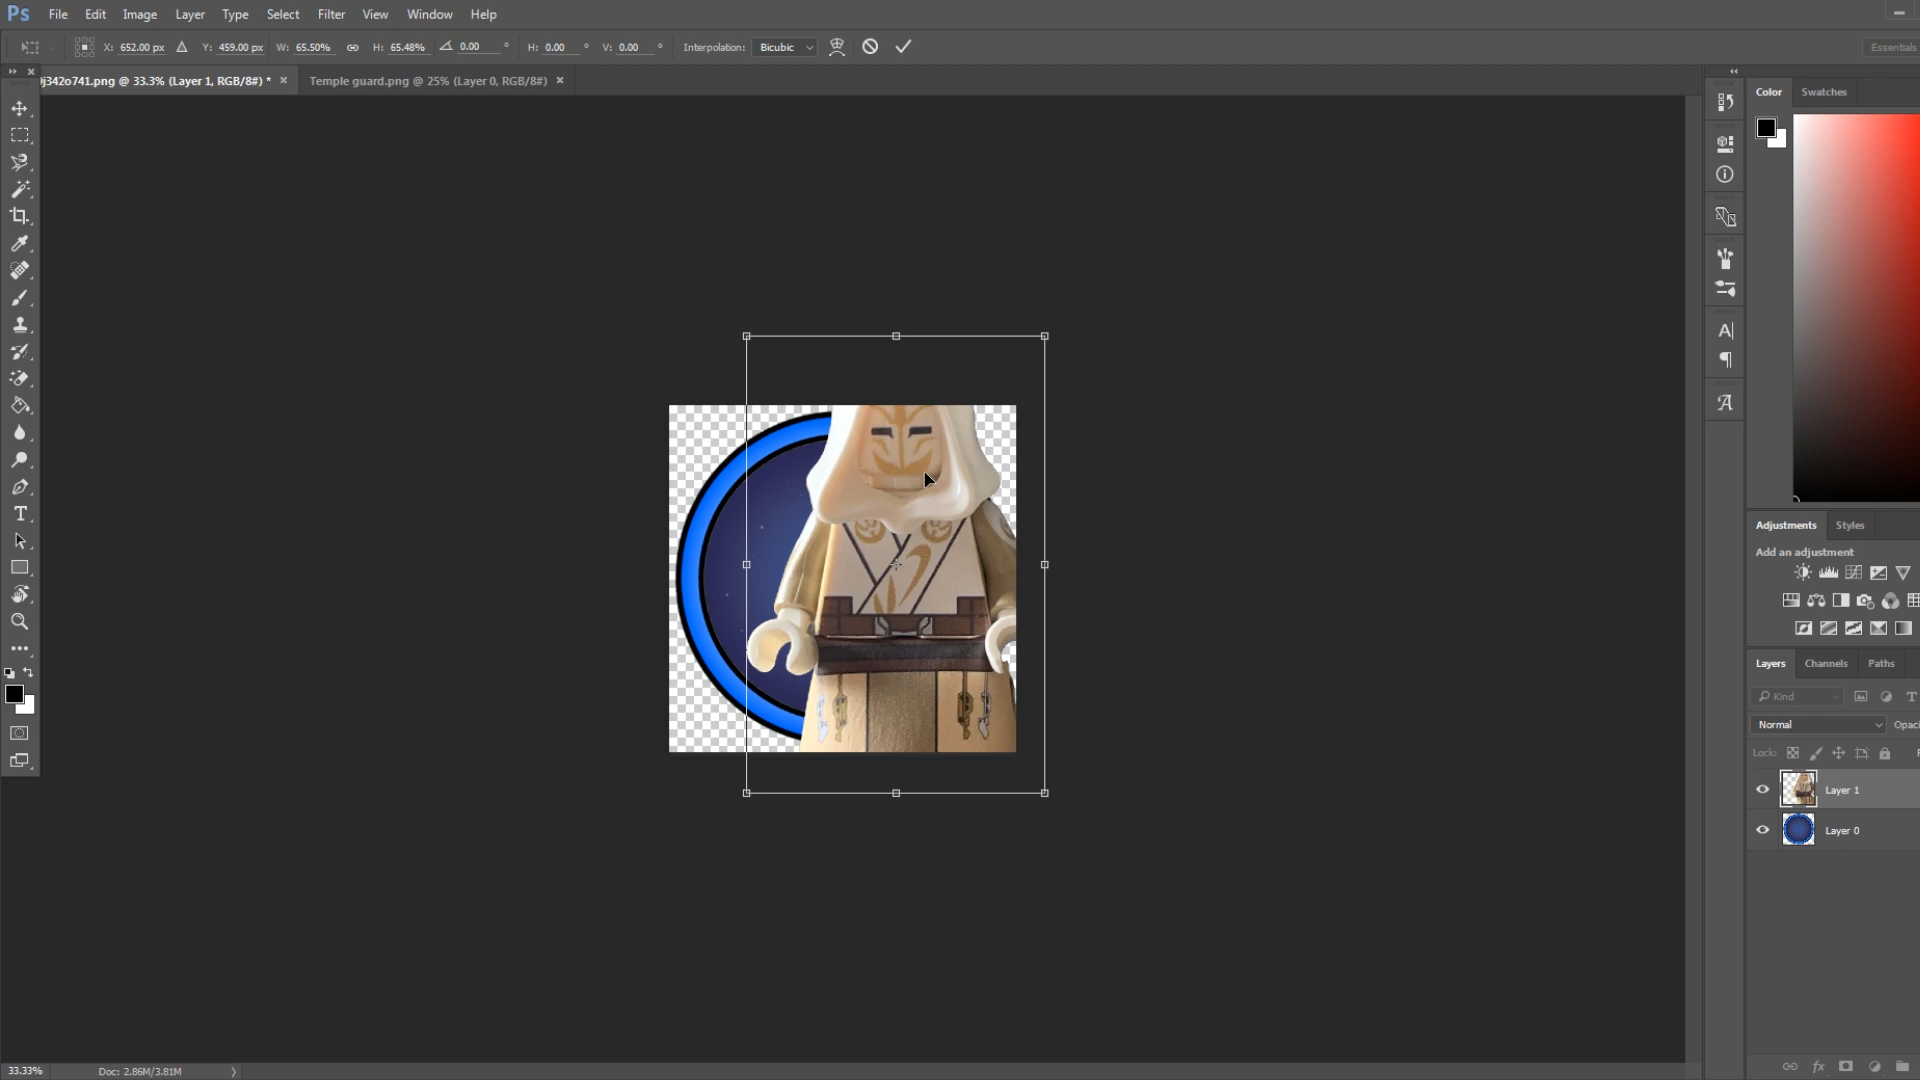 Ps File Edit Image Layer Type Select Filter View Window Help
X: 652.00 px Y: 459.00 px W: 65.50% H: 65.48% 0.00 ° H: 0.00 ° V: 0.00 ° Interpolation: Bicubic Essentials
j342o741.png @ 33.3% (Layer 1, RGB/8#) * Temple guard.png @ 25% (Layer 0, RGB/8#)
Color Swatches
Adjustments Styles
Add an adjustment
Layers Channels Paths
Kind
Normal Opaci
Lock:
Layer 1
Layer 0
33.33% Doc: 2.86M/3.81M